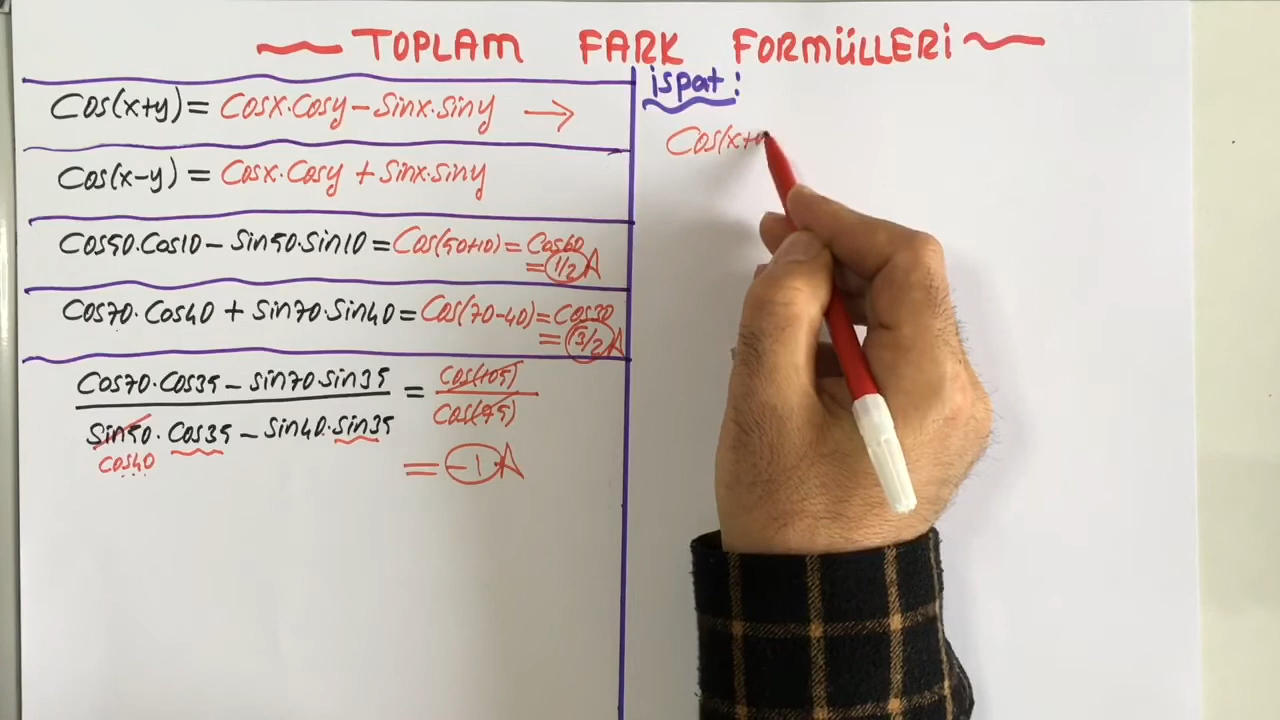 TOPLAM FARK FORMÜLLERİ
Cos(x+y) = Cosx.Cosy - Sinx.Siny →
Cos(x-y) = Cosx.Cosy + Sinx.Siny
Cos50.Cos10 - Sin50.Sin10 = Cos(50+10) = Cos60
= 1/2 A
Cos70.Cos40 + Sin70.Sin40 = Cos(70-40) = Cos30
= √3/2 A
Cos70.Cos35 - Sin70.Sin35 = Cos(105)
Sin50.Cos35 - Sin40.Sin35 Cos(75)
Cos40
= -1 A
ispat:
Cos(x+